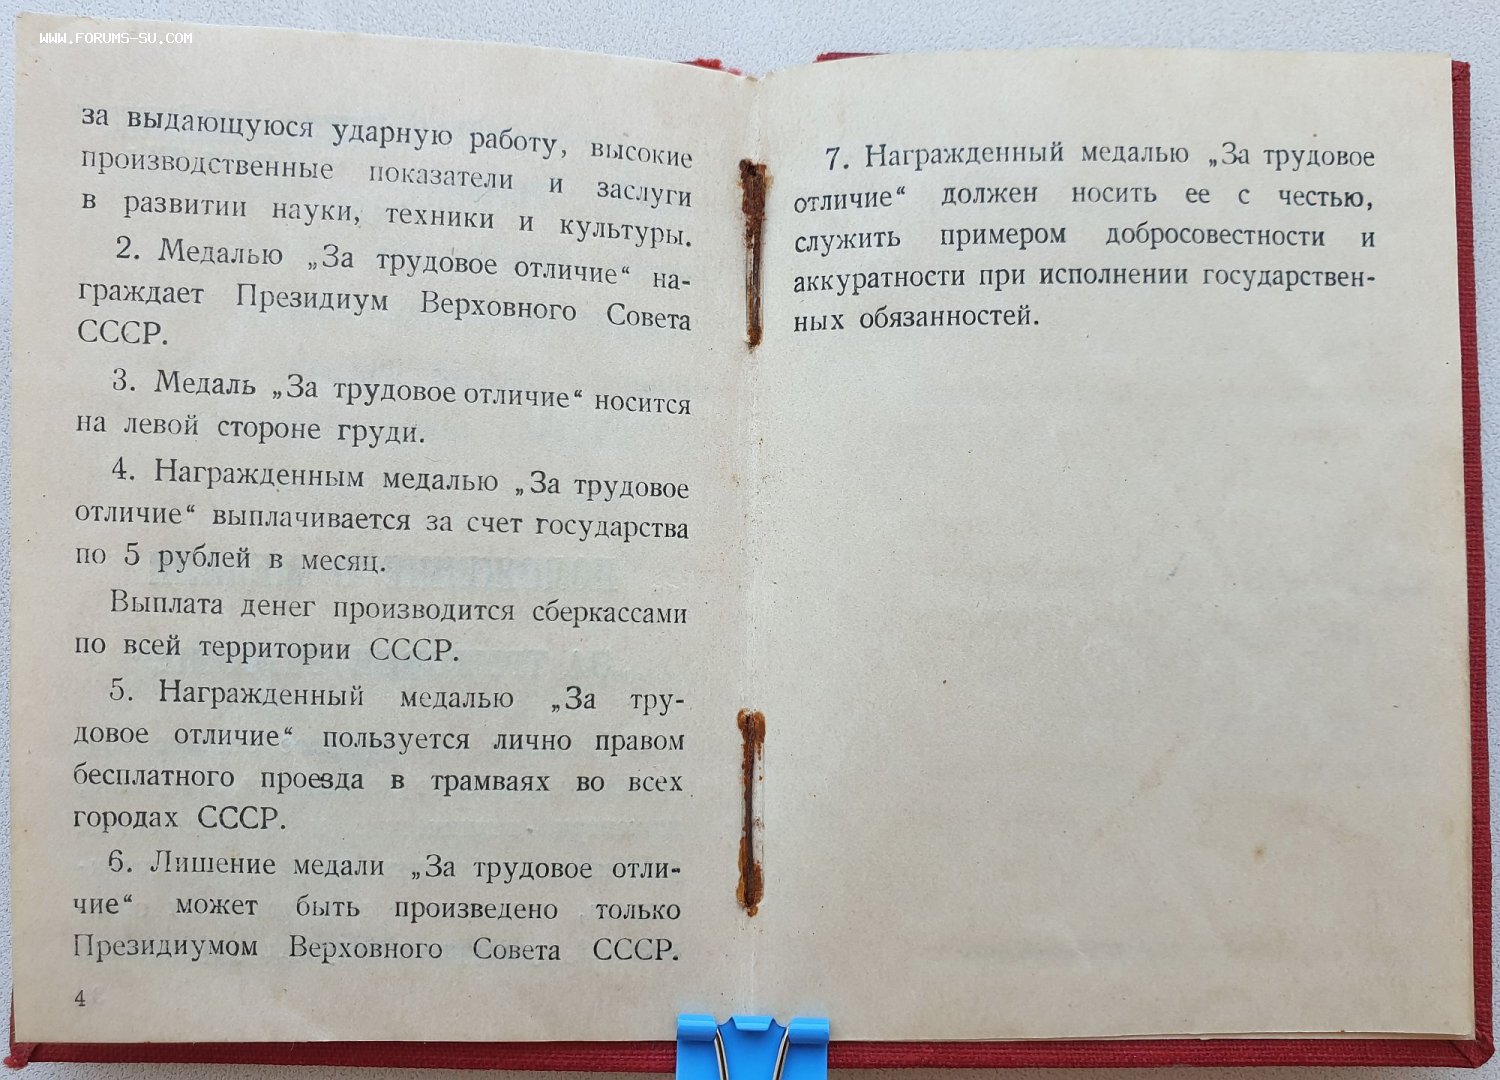 WWW.FORUMS-SU.COM
за выдающуюся ударную работу, высокие
производственные показатели и заслуги
в развитии науки, техники и культуры.
2. Медалью „За трудовое отличие“ на-
граждает Президиум Верховного Совета
СССР.
3. Медаль „За трудовое отличие“ носится
на левой стороне груди.
4. Награжденным медалью „За трудовое
отличие“ выплачивается за счет государства
по 5 рублей в месяц.
Выплата денег производится сберкассами
по всей территории СССР.
5. Награжденный медалью „За тру-
довое отличие“ пользуется лично правом
бесплатного проезда в трамваях во всех
городах СССР.
6. Лишение медали „За трудовое отли-
чие“ может быть произведено только
Президиумом Верховного Совета СССР.
4
7. Награжденный медалью „За трудовое
отличие“ должен носить ее с честью,
служить примером добросовестности и
аккуратности при исполнении государствен-
ных обязанностей.